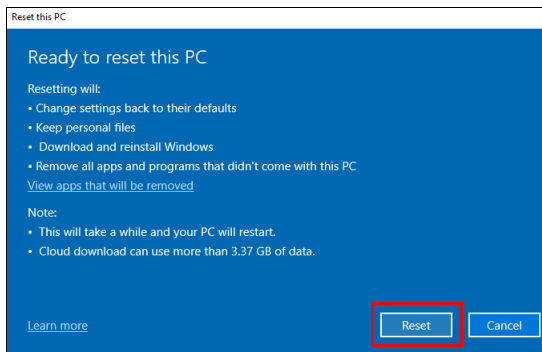 Reset this PC
Ready to reset this PC
Resetting will:
• Change settings back to their defaults
• Keep personal files
• Download and reinstall Windows
• Remove all apps and programs that didn't come with this PC
View apps that will be removed
Note:
• This will take a while and your PC will restart.
• Cloud download can use more than 3.37 GB of data.
Learn more
Reset
Cancel